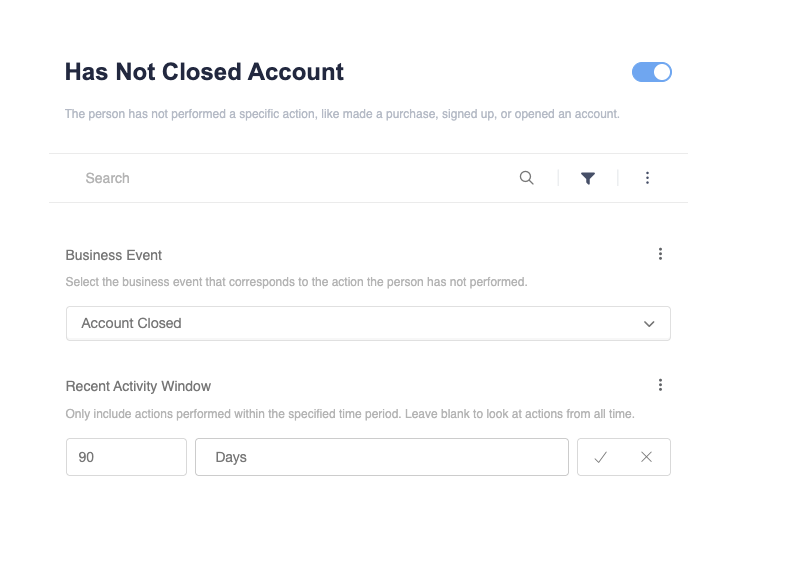 Has Not Closed Account
The person has not performed a specific action, like made a purchase, signed up, or opened an account.
Search
Business Event
Select the business event that corresponds to the action the person has not performed.
Account Closed
Recent Activity Window
Only include actions performed within the specified time period. Leave blank to look at actions from all time.
90 Days